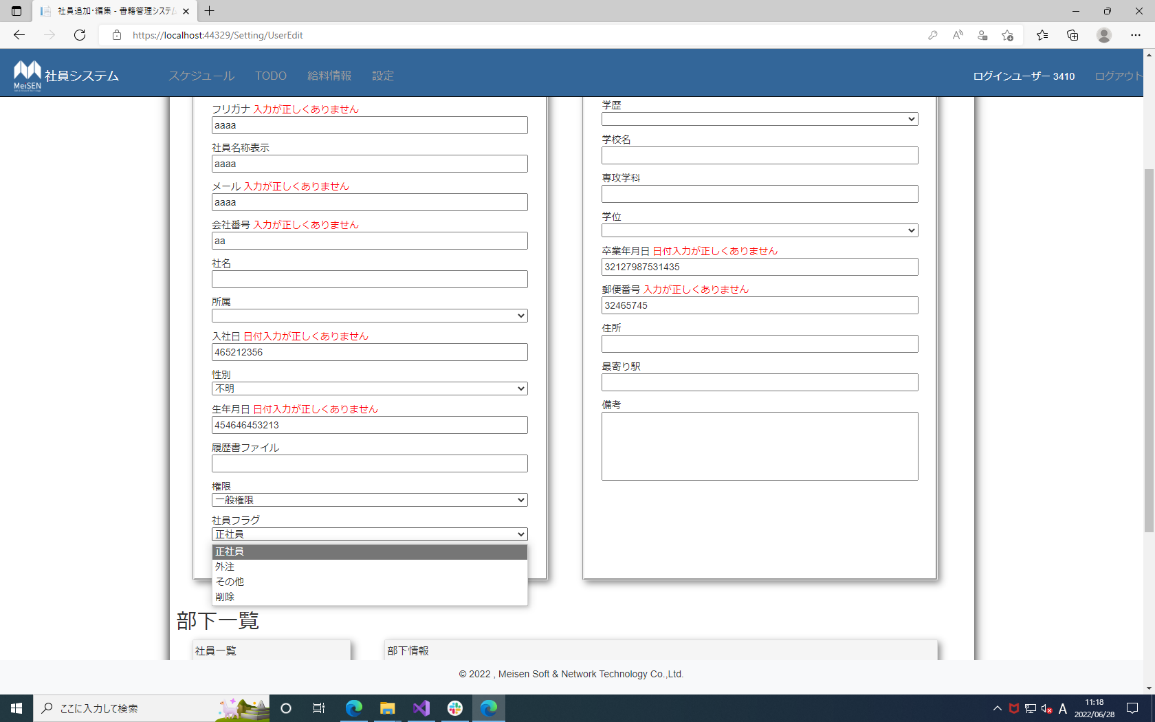 社員追加・編集 - 書籍管理システム
https://localhost:44329/Setting/UserEdit
MeiSEN
社員システム
スケジュール
TODO
給料情報
設定
ログインユーザー 3410
ログアウト
フリガナ 入力が正しくありません
aaaa
社員名称表示
aaaa
メール 入力が正しくありません
aaaa
会社番号 入力が正しくありません
aa
社名
所属
入社日 日付入力が正しくありません
465212356
性別
不明
生年月日 日付入力が正しくありません
454646453213
履歴書ファイル
権限
一般権限
社員フラグ
正社員
正社員
外注
その他
削除
学歴
学校名
専攻学科
学位
卒業年月日 日付入力が正しくありません
32127987531435
郵便番号 入力が正しくありません
32465745
住所
最寄り駅
備考
部下一覧
社員一覧
部下情報
© 2022 , Meisen Soft & Network Technology Co.,Ltd.
ここに入力して検索
A
11:18
2022/06/28